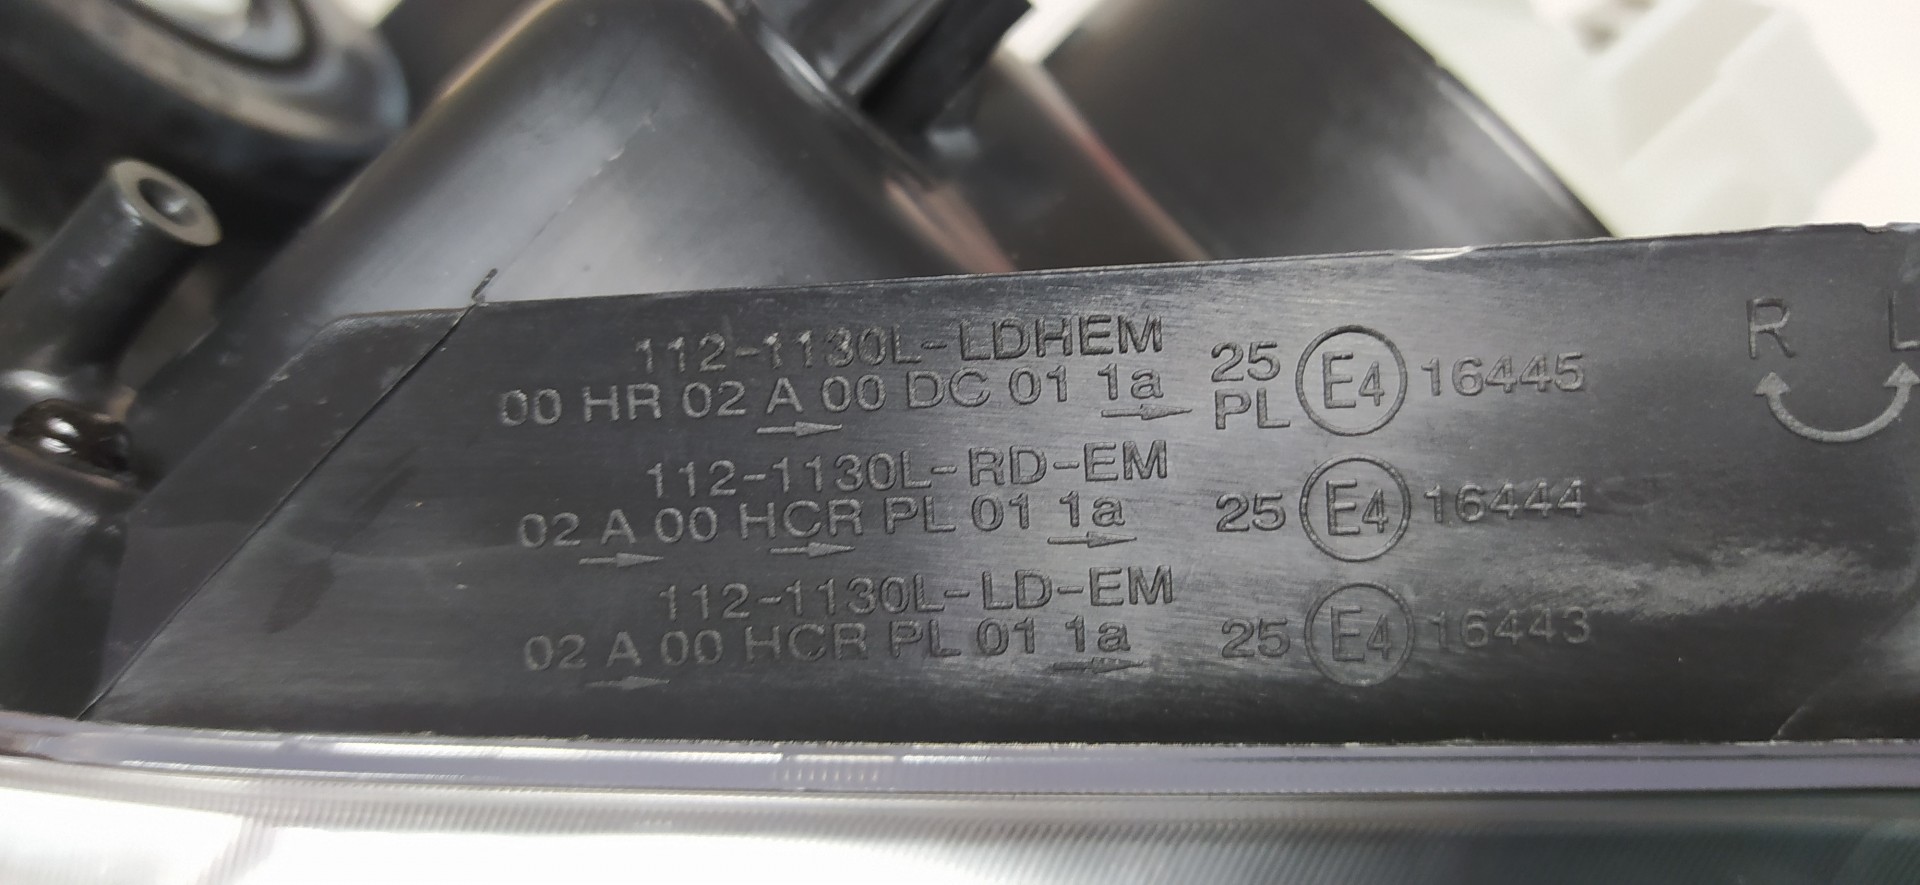 112-1130L-LDHEM
00 HR 02 A 00 DC 01 1a 25 PL E4 16445
112-1130L-RD-EM
02 A 00 HCR PL 01 1a 25 E4 16444
112-1130L-LD-EM
02 A 00 HCR PL 01 1a 25 E4 16443
R L